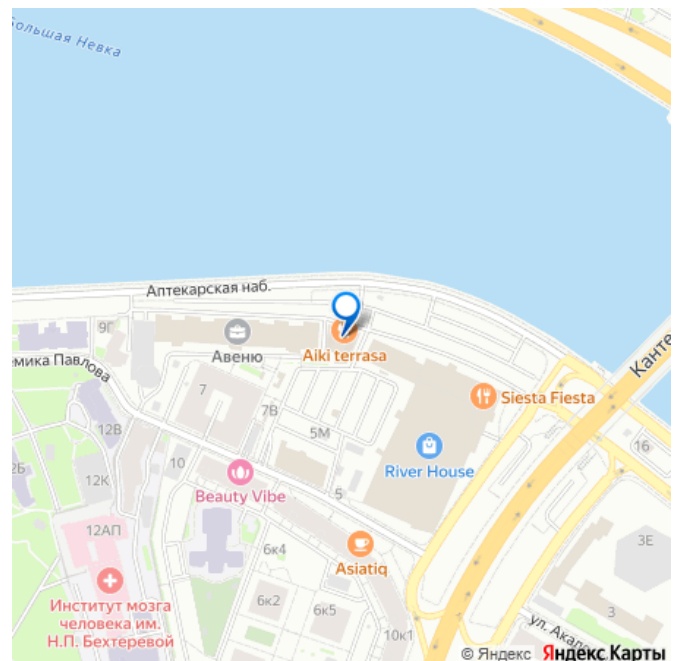 Большая Невка
Аптекарская наб.
9Г
Авеню
Aiki terrasa
емика Павлова
Канте
Siesta Fiesta
7
7В
5М
12В
16
River House
10
2Б
12К
5
Beauty Vibe
12АП
3Е
6к4
Asiatiq
Институт мозга
человека им.
Н.П. Бехтеревой
6к2
6к5
3
10к1
ул. Акаде
© Яндекс Яндекс Карты